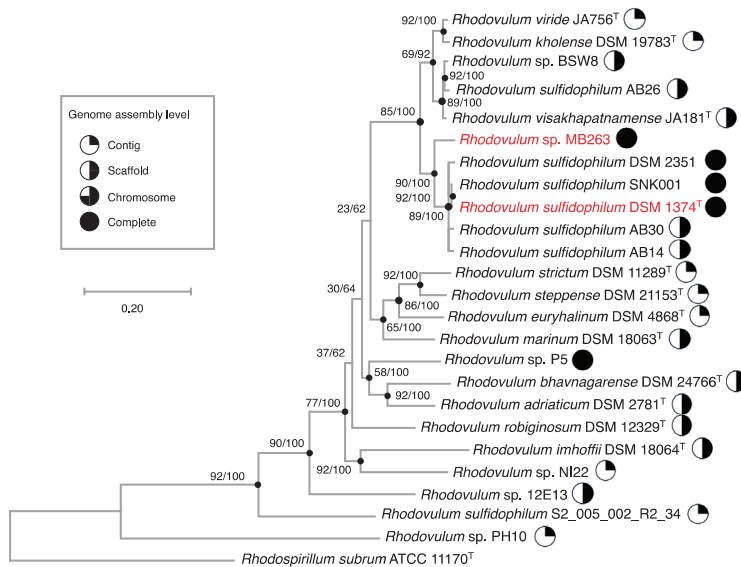 92/100
Rhodovulum viride JA756ᵀ
Rhodovulum kholense DSM 19783ᵀ
69/92
Rhodovulum sp. BSW8
92/100
Rhodovulum sulfidophilum AB26
89/100
Rhodovulum visakhapatnamense JA181ᵀ
85/100
Rhodovulum sp. MB263
Rhodovulum sulfidophilum DSM 2351
90/100
Rhodovulum sulfidophilum SNK001
92/100
Rhodovulum sulfidophilum DSM 1374ᵀ
89/100
Rhodovulum sulfidophilum AB30
Rhodovulum sulfidophilum AB14
Genome assembly level
Contig
Scaffold
Chromosome
Complete
0.20
23/62
92/100
Rhodovulum strictum DSM 11289ᵀ
30/64
Rhodovulum steppense DSM 21153ᵀ
86/100
Rhodovulum euryhalinum DSM 4868ᵀ
65/100
Rhodovulum marinum DSM 18063ᵀ
37/62
Rhodovulum sp. P5
58/100
Rhodovulum bhavnagarense DSM 24766ᵀ
92/100
Rhodovulum adriaticum DSM 2781ᵀ
77/100
Rhodovulum robiginosum DSM 12329ᵀ
90/100
Rhodovulum imhoffii DSM 18064ᵀ
92/100
Rhodovulum sp. NI22
92/100
Rhodovulum sp. 12E13
Rhodovulum sulfidophilum S2_005_002_R2_34
Rhodovulum sp. PH10
Rhodospirillum subrum ATCC 11170ᵀ